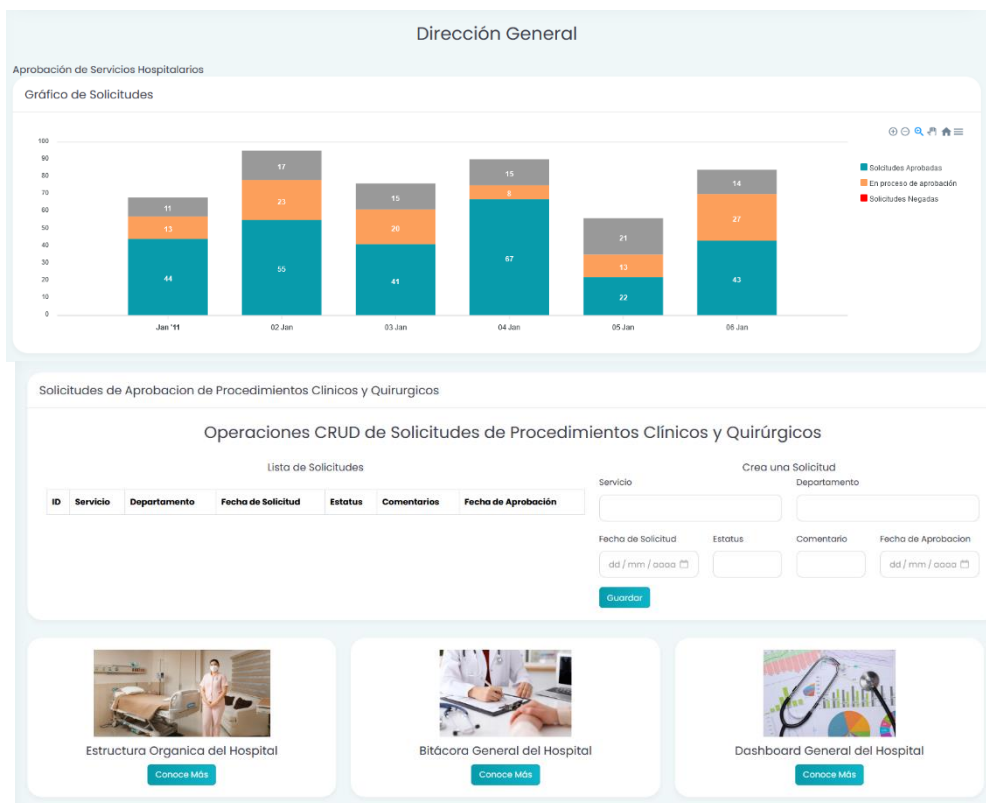 Dirección General
Aprobación de Servicios Hospitalarios
Gráfico de Solicitudes
100
90
80
70
60
50
40
30
20
10
0
11
13
44
17
23
55
15
20
41
15
8
67
21
13
22
14
27
43
Jan '11
02 Jan
03 Jan
04 Jan
05 Jan
06 Jan
Solcitudes Aprobadas
En proceso de aprobación
Solicitudes Negadas
Solicitudes de Aprobacion de Procedimientos Clinicos y Quirurgicos
Operaciones CRUD de Solicitudes de Procedimientos Clínicos y Quirúrgicos
Lista de Solicitudes
ID Servicio Departamento Fecha de Solicitud Estatus Comentarios Fecha de Aprobación
Crea una Solicitud
Servicio Departamento
Fecha de Solicitud Estatus Comentario Fecha de Aprobacion
dd / mm / aaaa dd / mm / aaaa
Guardar
Estructura Organica del Hospital
Conoce Más
Bitácora General del Hospital
Conoce Más
Dashboard General del Hospital
Conoce Más